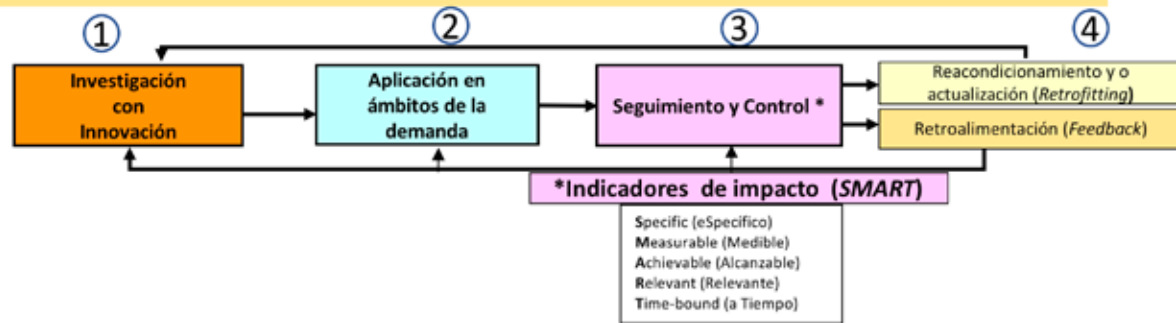 1
2
3
4
Investigación
con
Innovación
Aplicación en
ámbitos de la
demanda
Seguimiento y Control *
Reacondicionamiento y o
actualización (Retrofitting)
Retroalimentación (Feedback)
*Indicadores de impacto (SMART)
Specific (eSpecífico)
Measurable (Medible)
Achievable (Alcanzable)
Relevant (Relevante)
Time-bound (a Tiempo)